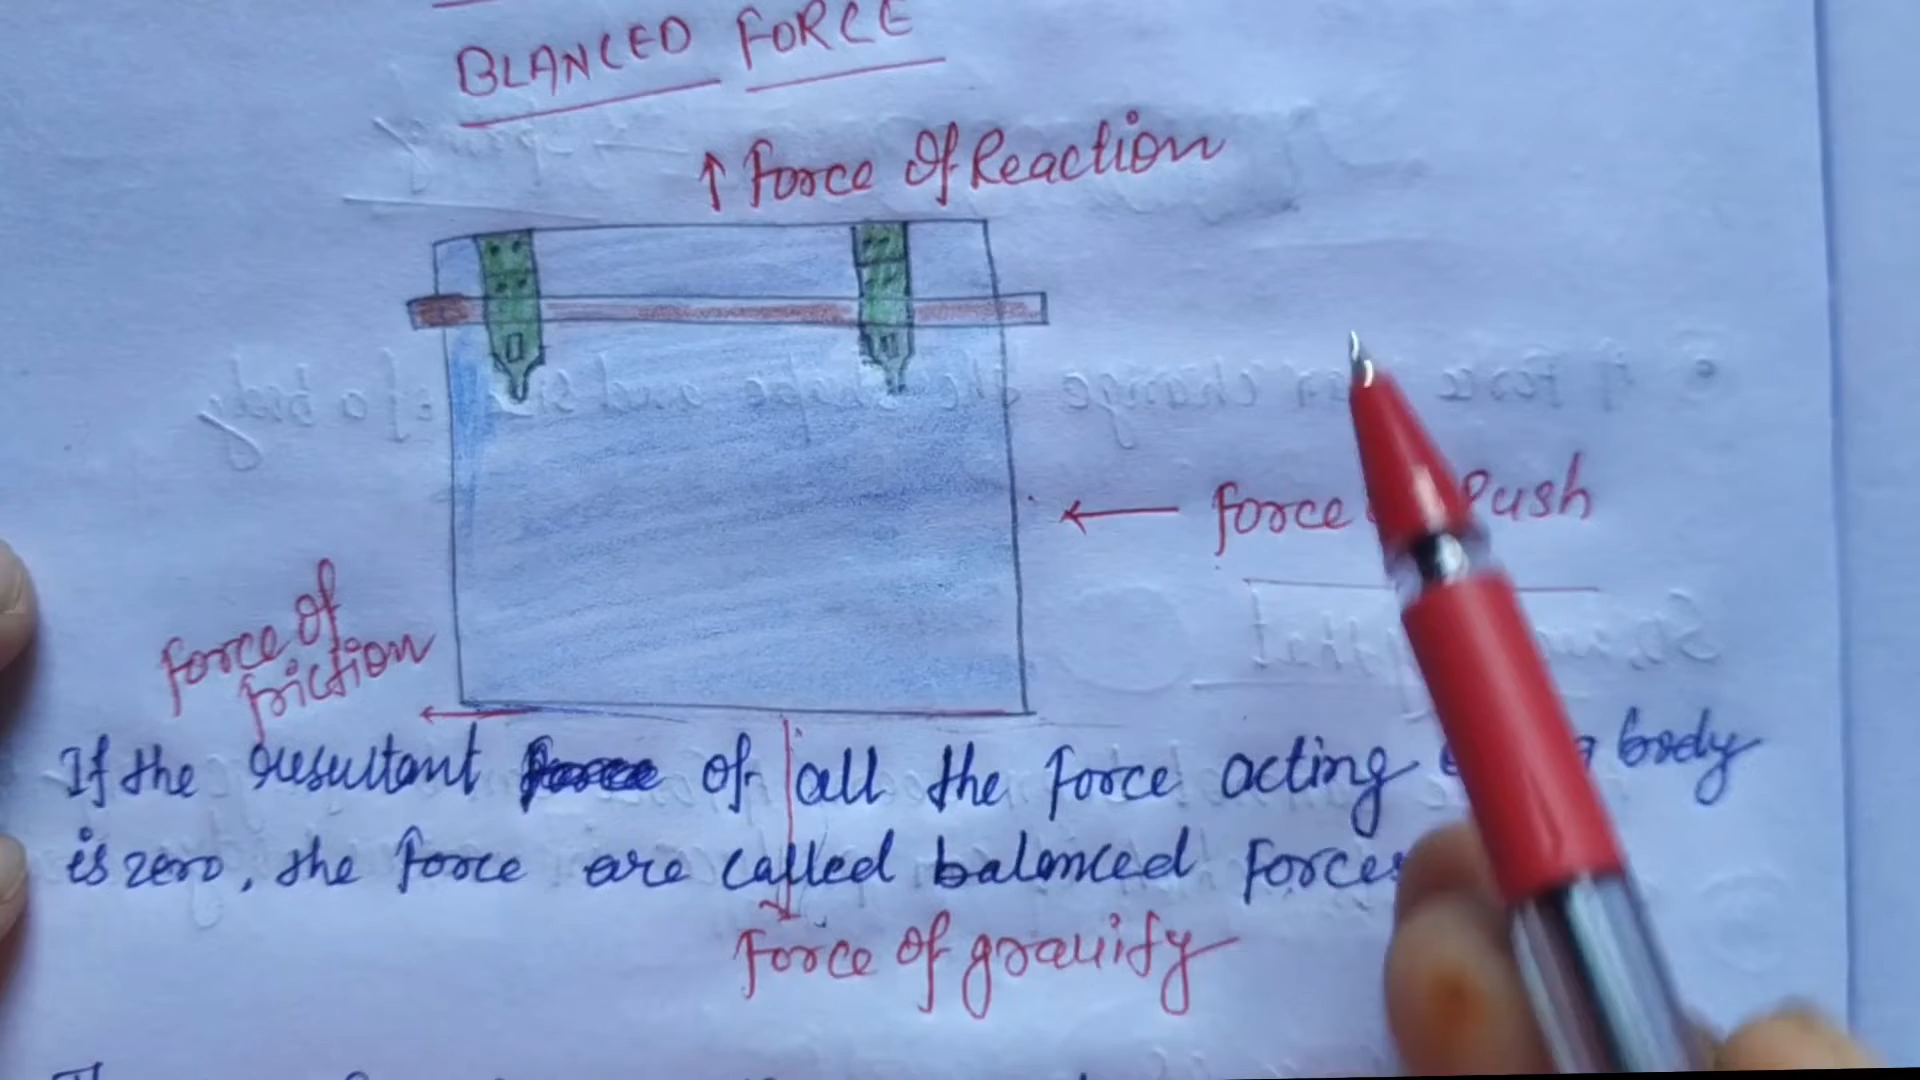 BLANCED FORCE
↑ Force Of Reaction
← Force Push
Force of
friction
If the resultant of all the force acting body
is zero, the force are called balanced forces
Force of gravity